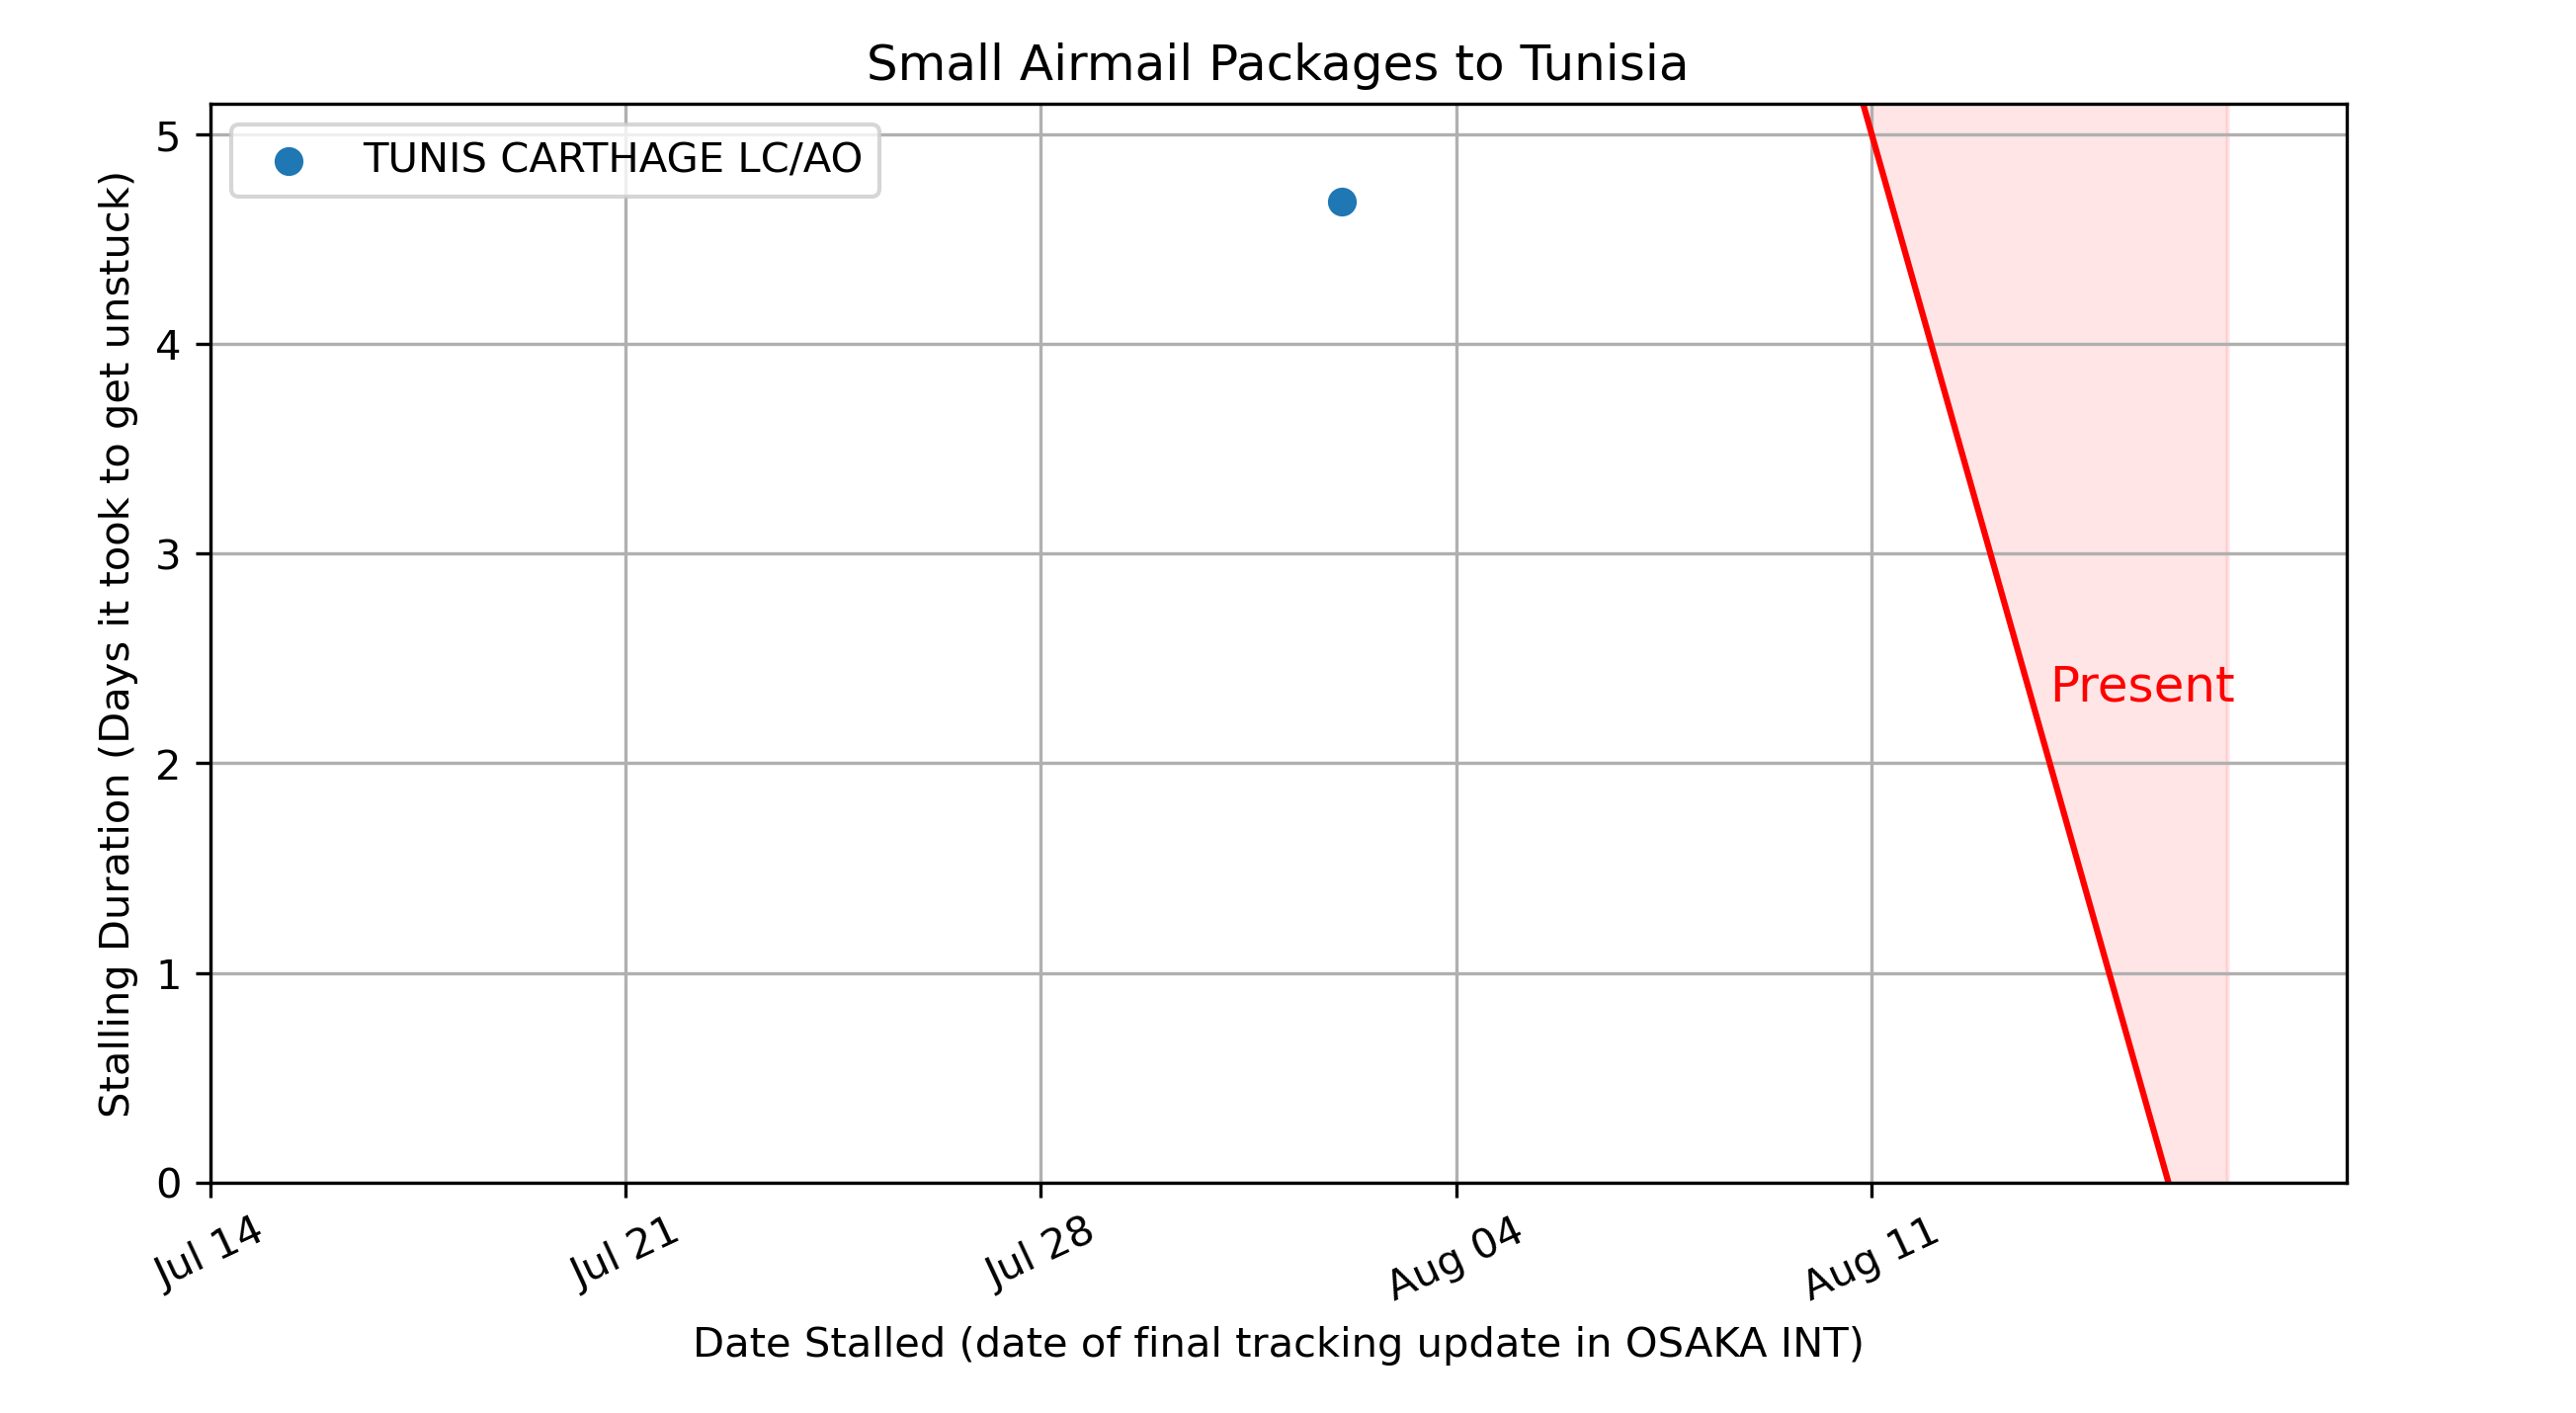 Small Airmail Packages to Tunisia
TUNIS CARTHAGE LC/AO
Stalling Duration (Days it took to get unstuck)
5
4
3
2
1
0
Present
Jul 14
Jul 21
Jul 28
Aug 04
Aug 11
Date Stalled (date of final tracking update in OSAKA INT)